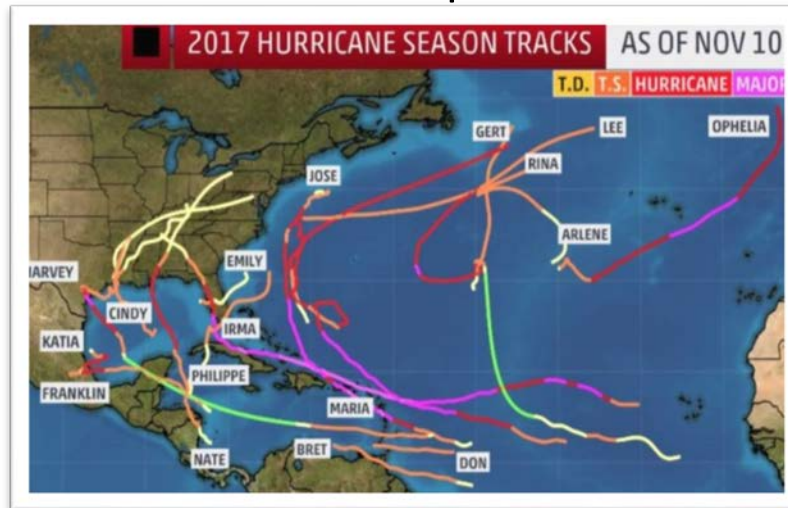 2017 HURRICANE SEASON TRACKS AS OF NOV 10
T.D. T.S. HURRICANE MAJOR
GERT LEE OPHELIA
RINA
JOSE
ARLENE
EMILY
HARVEY
CINDY
IRMA
KATIA
PHILIPPE
FRANKLIN
MARIA
NATE BRET DON